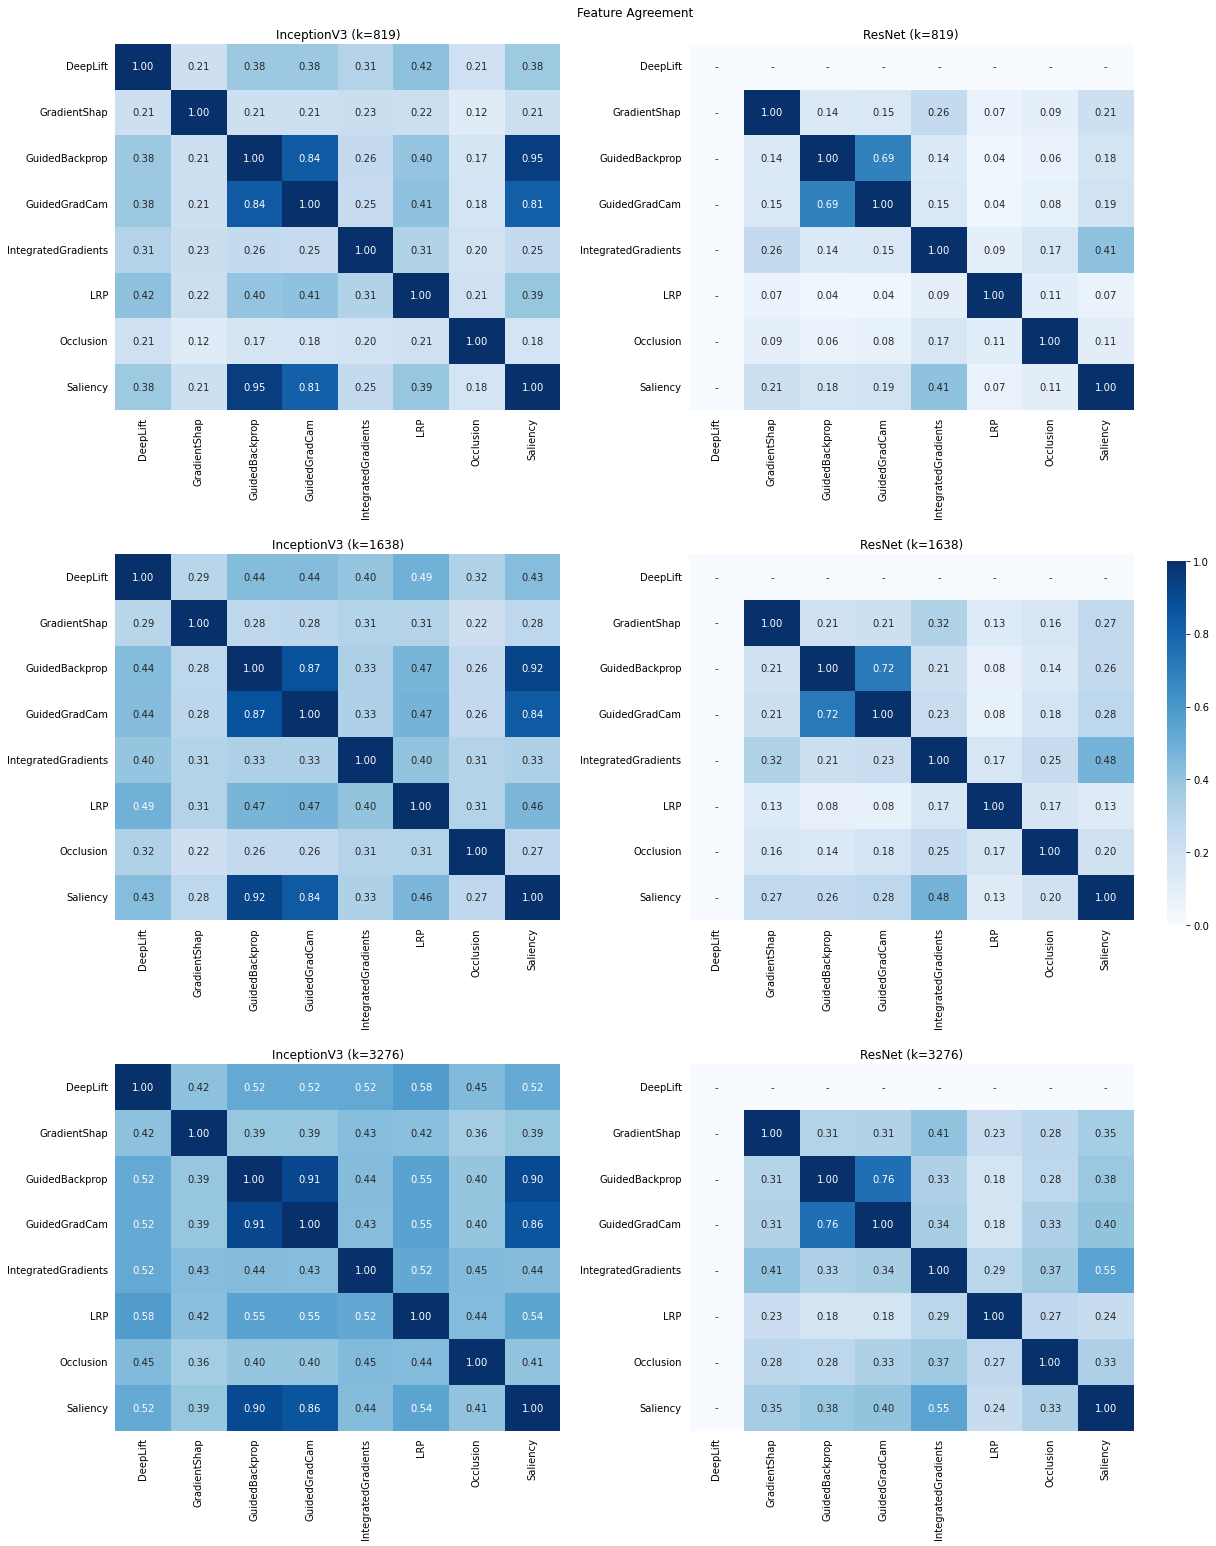 Feature Agreement
InceptionV3 (k=819)
DeepLift 1.00 0.21 0.38 0.38 0.31 0.42 0.21 0.38
GradientShap 0.21 1.00 0.21 0.21 0.23 0.22 0.12 0.21
GuidedBackprop 0.38 0.21 1.00 0.84 0.26 0.40 0.17 0.95
GuidedGradCam 0.38 0.21 0.84 1.00 0.25 0.41 0.18 0.81
IntegratedGradients 0.31 0.23 0.26 0.25 1.00 0.31 0.20 0.25
LRP 0.42 0.22 0.40 0.41 0.31 1.00 0.21 0.39
Occlusion 0.21 0.12 0.17 0.18 0.20 0.21 1.00 0.18
Saliency 0.38 0.21 0.95 0.81 0.25 0.39 0.18 1.00
DeepLift GradientShap GuidedBackprop GuidedGradCam IntegratedGradients LRP Occlusion Saliency
ResNet (k=819)
DeepLift - - - - - - - -
GradientShap - 1.00 0.14 0.15 0.26 0.07 0.09 0.21
GuidedBackprop - 0.14 1.00 0.69 0.14 0.04 0.06 0.18
GuidedGradCam - 0.15 0.69 1.00 0.15 0.04 0.08 0.19
IntegratedGradients - 0.26 0.14 0.15 1.00 0.09 0.17 0.41
LRP - 0.07 0.04 0.04 0.09 1.00 0.11 0.07
Occlusion - 0.09 0.06 0.08 0.17 0.11 1.00 0.11
Saliency - 0.21 0.18 0.19 0.41 0.07 0.11 1.00
DeepLift GradientShap GuidedBackprop GuidedGradCam IntegratedGradients LRP Occlusion Saliency
InceptionV3 (k=1638)
DeepLift 1.00 0.29 0.44 0.44 0.40 0.49 0.32 0.43
GradientShap 0.29 1.00 0.28 0.28 0.31 0.31 0.22 0.28
GuidedBackprop 0.44 0.28 1.00 0.87 0.33 0.47 0.26 0.92
GuidedGradCam 0.44 0.28 0.87 1.00 0.33 0.47 0.26 0.84
IntegratedGradients 0.40 0.31 0.33 0.33 1.00 0.40 0.31 0.33
LRP 0.49 0.31 0.47 0.47 0.40 1.00 0.31 0.46
Occlusion 0.32 0.22 0.26 0.26 0.31 0.31 1.00 0.27
Saliency 0.43 0.28 0.92 0.84 0.33 0.46 0.27 1.00
DeepLift GradientShap GuidedBackprop GuidedGradCam IntegratedGradients LRP Occlusion Saliency
ResNet (k=1638)
DeepLift - - - - - - - -
GradientShap - 1.00 0.21 0.21 0.32 0.13 0.16 0.27
GuidedBackprop - 0.21 1.00 0.72 0.21 0.08 0.14 0.26
GuidedGradCam - 0.21 0.72 1.00 0.23 0.08 0.18 0.28
IntegratedGradients - 0.32 0.21 0.23 1.00 0.17 0.25 0.48
LRP - 0.13 0.08 0.08 0.17 1.00 0.17 0.13
Occlusion - 0.16 0.14 0.18 0.25 0.17 1.00 0.20
Saliency - 0.27 0.26 0.28 0.48 0.13 0.20 1.00
DeepLift GradientShap GuidedBackprop GuidedGradCam IntegratedGradients LRP Occlusion Saliency
1.0
0.8
0.6
0.4
0.2
0.0
InceptionV3 (k=3276)
DeepLift 1.00 0.42 0.52 0.52 0.52 0.58 0.45 0.52
GradientShap 0.42 1.00 0.39 0.39 0.43 0.42 0.36 0.39
GuidedBackprop 0.52 0.39 1.00 0.91 0.44 0.55 0.40 0.90
GuidedGradCam 0.52 0.39 0.91 1.00 0.43 0.55 0.40 0.86
IntegratedGradients 0.52 0.43 0.44 0.43 1.00 0.52 0.45 0.44
LRP 0.58 0.42 0.55 0.55 0.52 1.00 0.44 0.54
Occlusion 0.45 0.36 0.40 0.40 0.45 0.44 1.00 0.41
Saliency 0.52 0.39 0.90 0.86 0.44 0.54 0.41 1.00
DeepLift GradientShap GuidedBackprop GuidedGradCam IntegratedGradients LRP Occlusion Saliency
ResNet (k=3276)
DeepLift - - - - - - - -
GradientShap - 1.00 0.31 0.31 0.41 0.23 0.28 0.35
GuidedBackprop - 0.31 1.00 0.76 0.33 0.18 0.28 0.38
GuidedGradCam - 0.31 0.76 1.00 0.34 0.18 0.33 0.40
IntegratedGradients - 0.41 0.33 0.34 1.00 0.29 0.37 0.55
LRP - 0.23 0.18 0.18 0.29 1.00 0.27 0.24
Occlusion - 0.28 0.28 0.33 0.37 0.27 1.00 0.33
Saliency - 0.35 0.38 0.40 0.55 0.24 0.33 1.00
DeepLift GradientShap GuidedBackprop GuidedGradCam IntegratedGradients LRP Occlusion Saliency